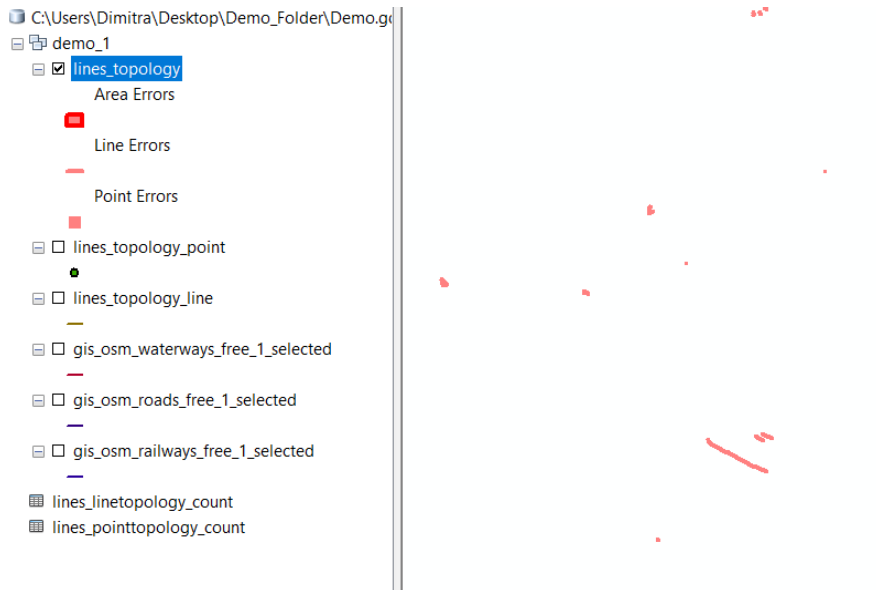 C:\Users\Dimitra\Desktop\Demo_Folder\Demo.gd
demo_1
lines_topology
Area Errors
Line Errors
Point Errors
lines_topology_point
lines_topology_line
gis_osm_waterways_free_1_selected
gis_osm_roads_free_1_selected
gis_osm_railways_free_1_selected
lines_linetopology_count
lines_pointtopology_count